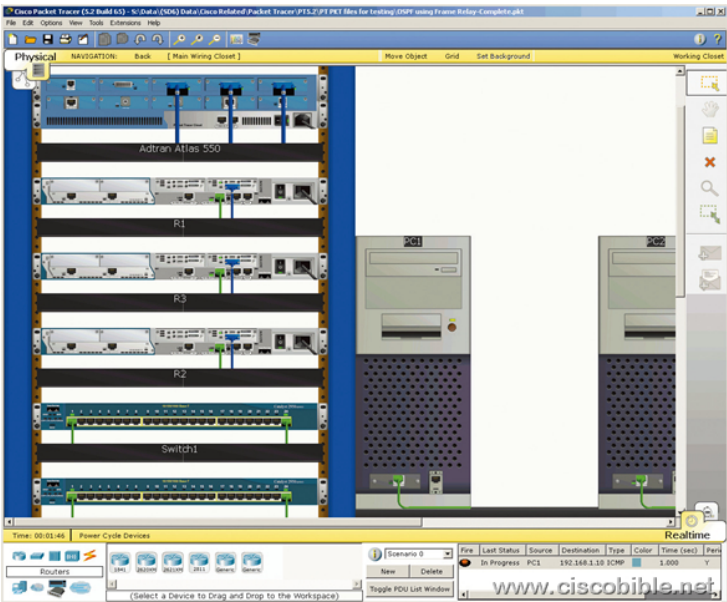 Cisco Packet Tracer (5.2 Build 65) - S:\Data\(SD6) Data\Cisco Related\Packet Tracer\PT5.2\PT PKT files for testing\OSPF using Frame Relay-Complete.pkt
File Edit Options View Tools Extensions Help
Physical NAVIGATION: Back [ Main Wiring Closet ] Move Object Grid Set Background Working Closet
Adtran Atlas 550
R1
PC1
PC2
R3
R2
Switch1
Time: 00:01:46 Power Cycle Devices Realtime
Routers
1841 2620XM 2621XM 2811 Generic Generic
(Select a Device to Drag and Drop to the Workspace)
Scenario 0
New Delete
Toggle PDU List Window
Fire Last Status Source Destination Type Color Time (sec) Peri
In Progress PC1 192.168.1.10 ICMP 1.000 Y
www.ciscobible.net